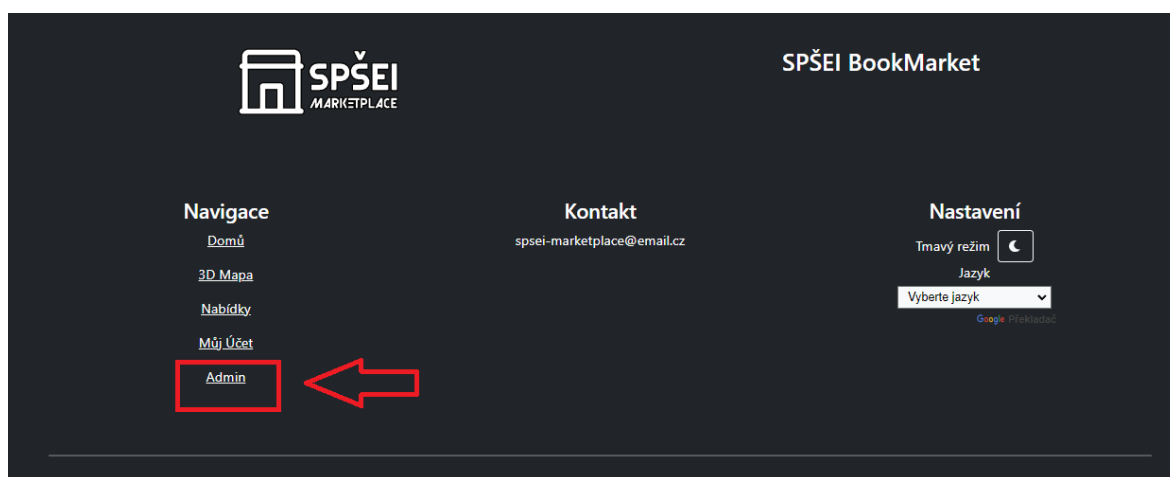 SPŠEI
MARKETPLACE
SPŠEI BookMarket
Navigace
Domů
3D Mapa
Nabídky
Můj Účet
Admin
Kontakt
spsei-marketplace@email.cz
Nastavení
Tmavý režim
Jazyk
Vyberte jazyk
Google Překladač